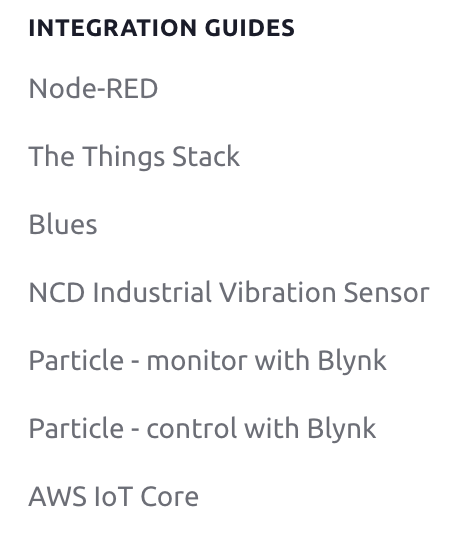 INTEGRATION GUIDES
Node-RED
The Things Stack
Blues
NCD Industrial Vibration Sensor
Particle - monitor with Blynk
Particle - control with Blynk
AWS IoT Core